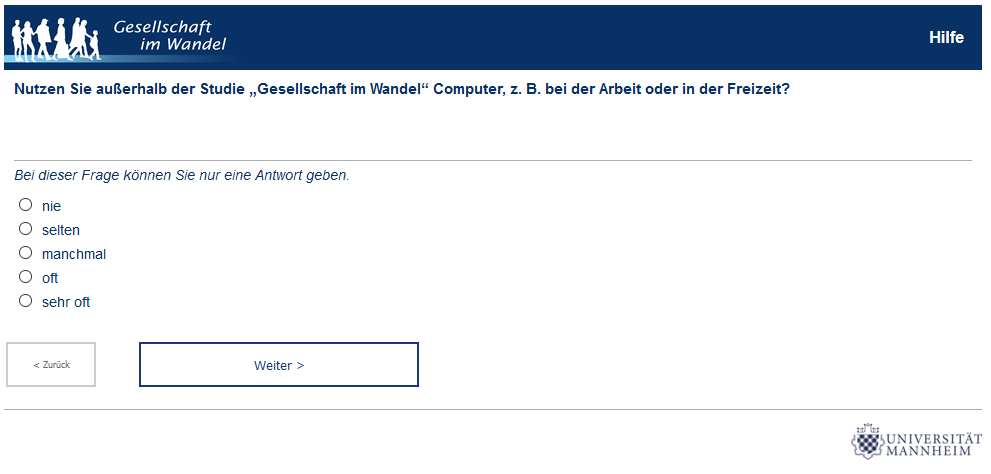 Gesellschaft
im Wandel
Hilfe
Nutzen Sie außerhalb der Studie „Gesellschaft im Wandel“ Computer, z. B. bei der Arbeit oder in der Freizeit?
Bei dieser Frage können Sie nur eine Antwort geben.
nie
selten
manchmal
oft
sehr oft
< Zurück
Weiter >
UNIVERSITÄT
MANNHEIM